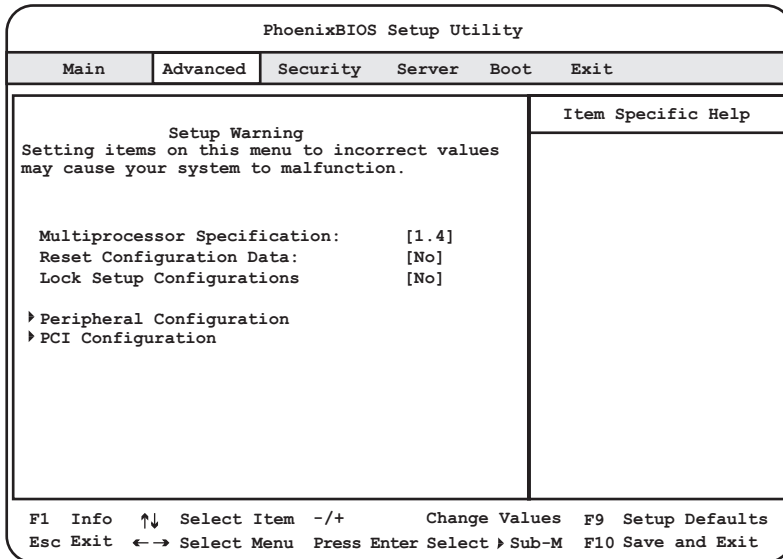 PhoenixBIOS Setup Utility
Main Advanced Security Server Boot Exit
Item Specific Help
Setup Warning
Setting items on this menu to incorrect values
may cause your system to malfunction.
Multiprocessor Specification: [1.4]
Reset Configuration Data: [No]
Lock Setup Configurations [No]
Peripheral Configuration
PCI Configuration
F1 Info ↑↓ Select Item -/+ Change Values F9 Setup Defaults
Esc Exit ←→ Select Menu Press Enter Select ▶ Sub-M F10 Save and Exit